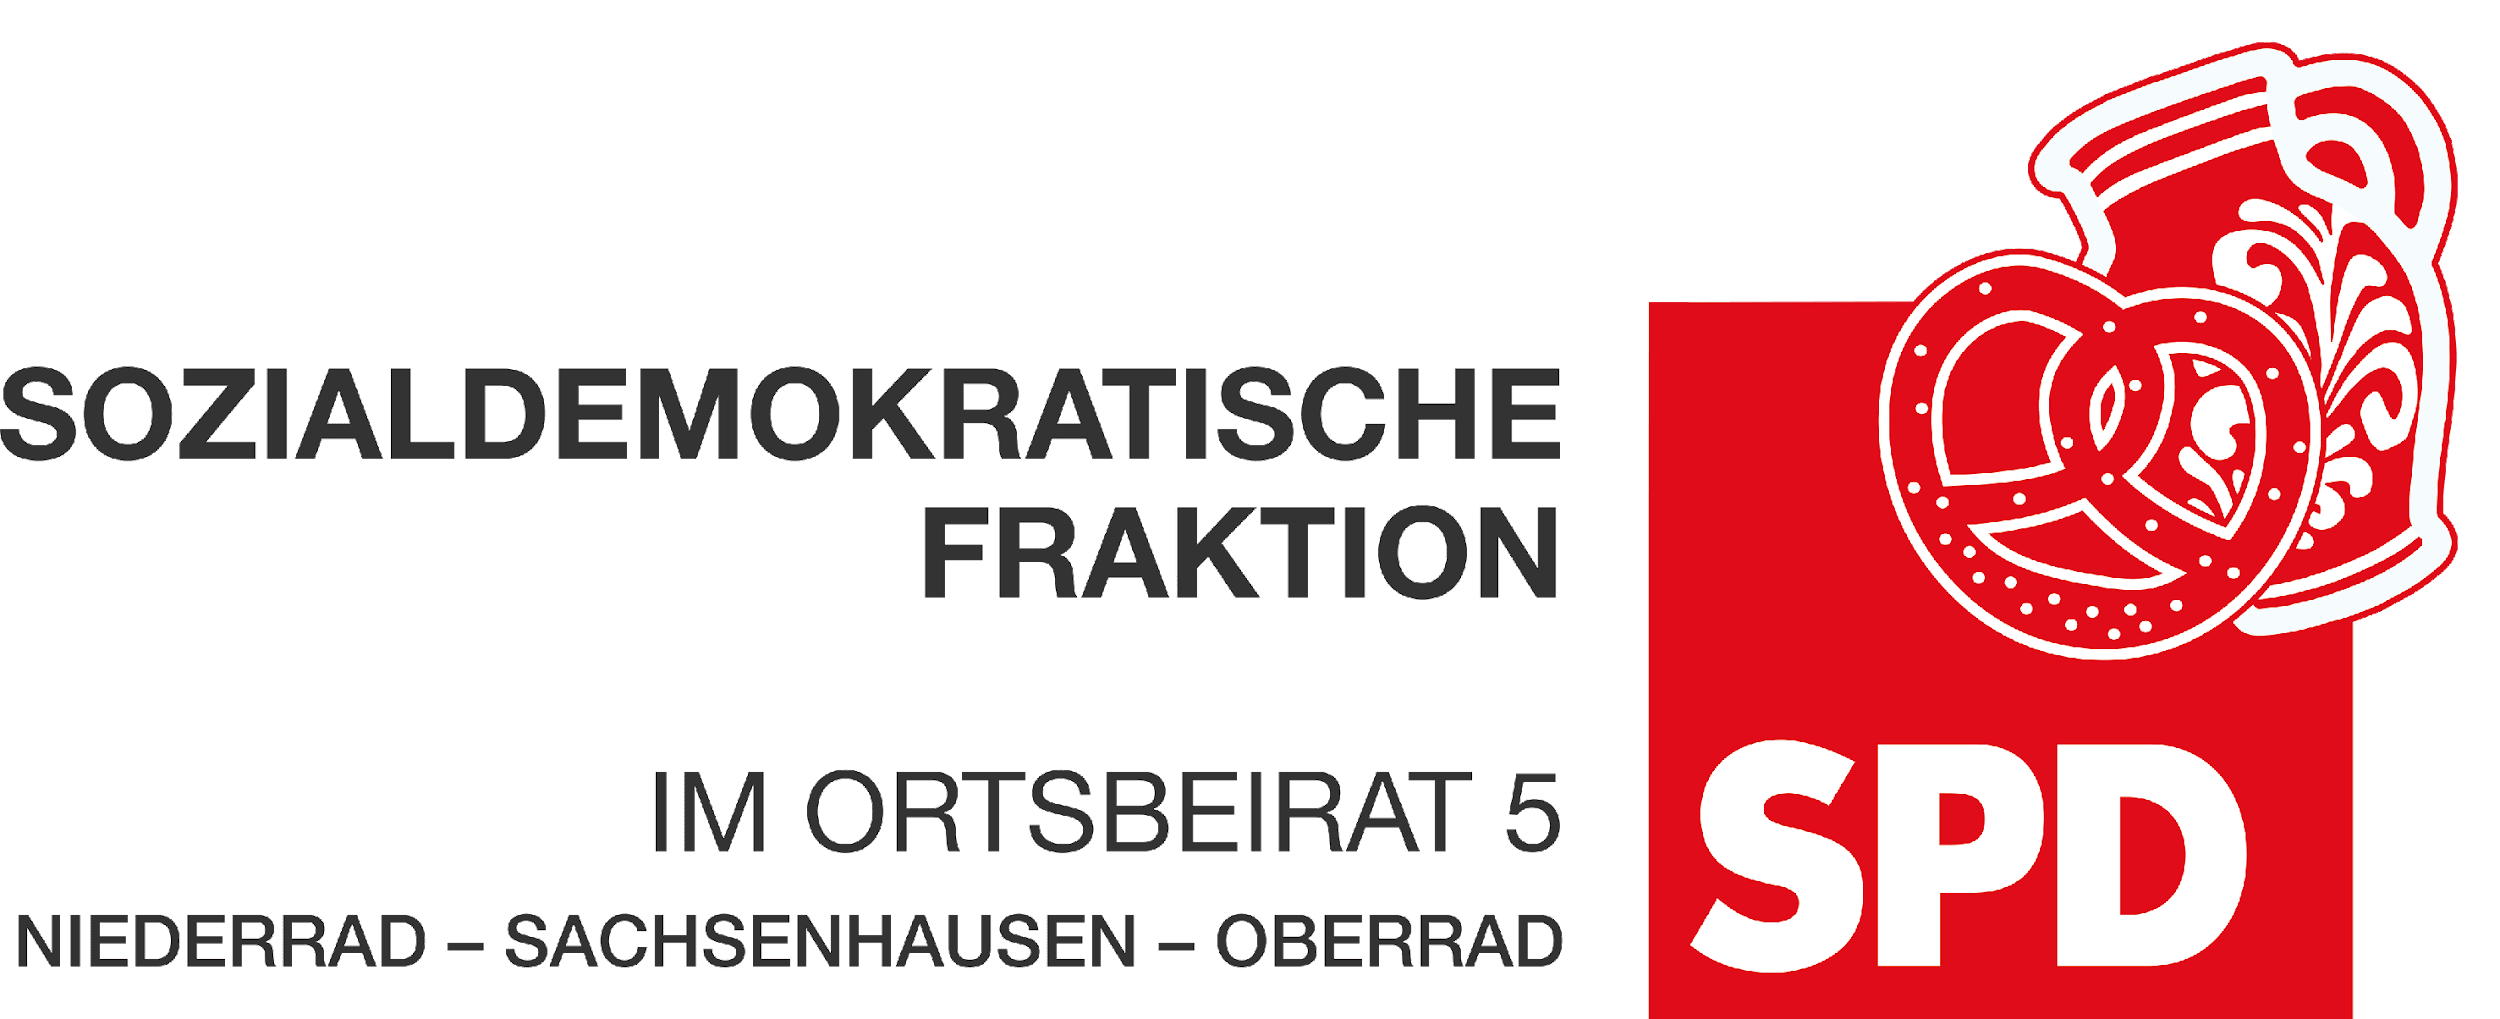 SOZIALDEMOKRATISCHE
FRAKTION
IM ORTSBEIRAT 5
NIEDERRAD – SACHSENHAUSEN – OBERRAD
SPD